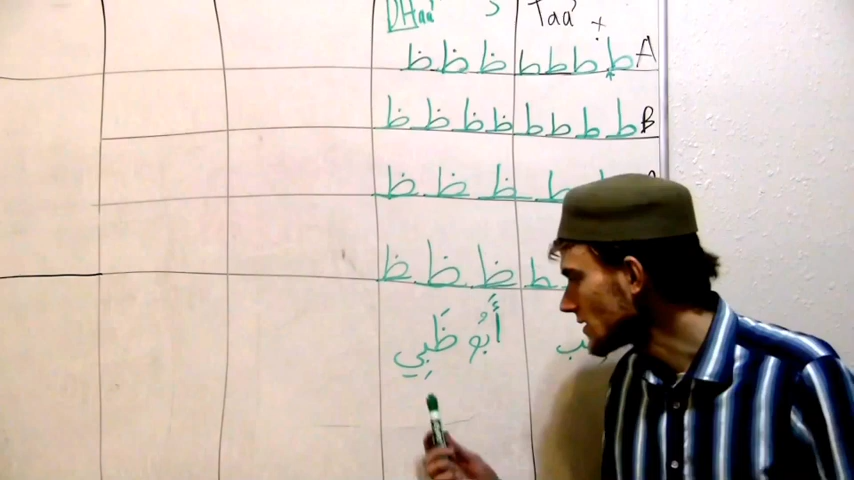 Taa' DHaa'
A ط ط ط ط ظ ظ ظ
B ط ط ط ط ظ ظ ظ ظ
ط ظ ظ ظ
ط ظ ظ ظ
أَبُو ظَبِي